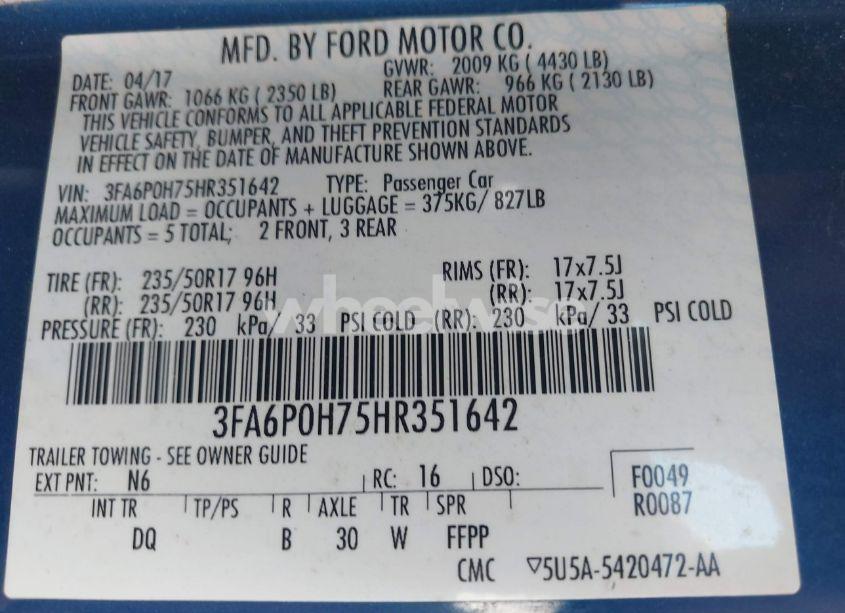 MFD. BY FORD MOTOR CO.
DATE: 04/17 GVWR: 2009 KG ( 4430 LB)
FRONT GAWR: 1066 KG ( 2350 LB) REAR GAWR: 966 KG ( 2130 LB)
THIS VEHICLE CONFORMS TO ALL APPLICABLE FEDERAL MOTOR
VEHICLE SAFETY, BUMPER, AND THEFT PREVENTION STANDARDS
IN EFFECT ON THE DATE OF MANUFACTURE SHOWN ABOVE.
VIN: 3FA6P0H75HR351642 TYPE: Passenger Car
MAXIMUM LOAD = OCCUPANTS + LUGGAGE = 375KG/ 827LB
OCCUPANTS = 5 TOTAL; 2 FRONT, 3 REAR
TIRE (FR): 235/50R17 96H RIMS (FR): 17x7.5J
(RR): 235/50R17 96H (RR): 17x7.5J
wheelwise
PRESSURE (FR): 230 kPa/ 33 PSI COLD (RR): 230 kPa/ 33 PSI COLD
3FA6P0H75HR351642
TRAILER TOWING - SEE OWNER GUIDE
EXT PNT: N6 RC: 16 DSO: F0049
INT TR TP/PS R AXLE TR SPR R0087
DQ B 30 W FFPP
CMC ▽5U5A-5420472-AA